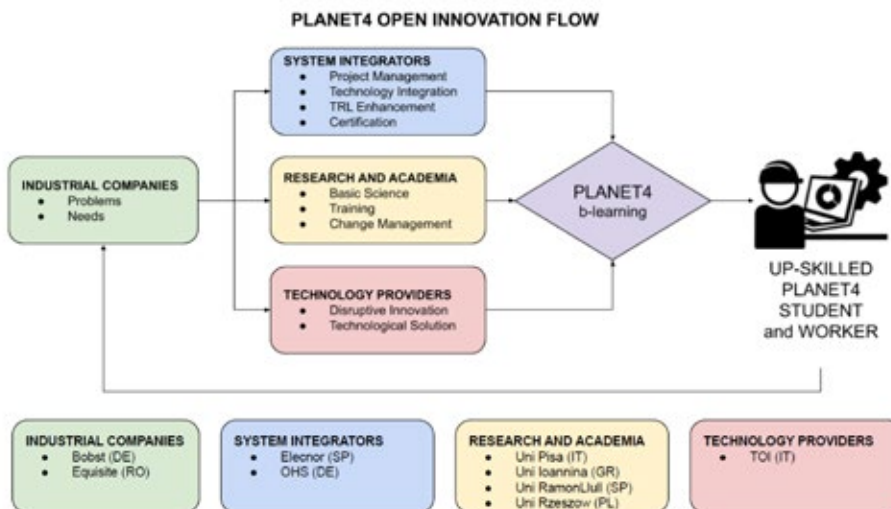 PLANET4 OPEN INNOVATION FLOW
SYSTEM INTEGRATORS
● Project Management
● Technology Integration
● TRL Enhancement
● Certification
INDUSTRIAL COMPANIES
● Problems
● Needs
RESEARCH AND ACADEMIA
● Basic Science
● Training
● Change Management
TECHNOLOGY PROVIDERS
● Disruptive Innovation
● Technological Solution
PLANET4
b-learning
UP-SKILLED
PLANET4
STUDENT
and WORKER
INDUSTRIAL COMPANIES
● Bobst (DE)
● Equisite (RO)
SYSTEM INTEGRATORS
● Elecnor (SP)
● OHS (DE)
RESEARCH AND ACADEMIA
● Uni Pisa (IT)
● Uni Ioannina (GR)
● Uni RamonLlull (SP)
● Uni Rzeszow (PL)
TECHNOLOGY PROVIDERS
● TOI (IT)